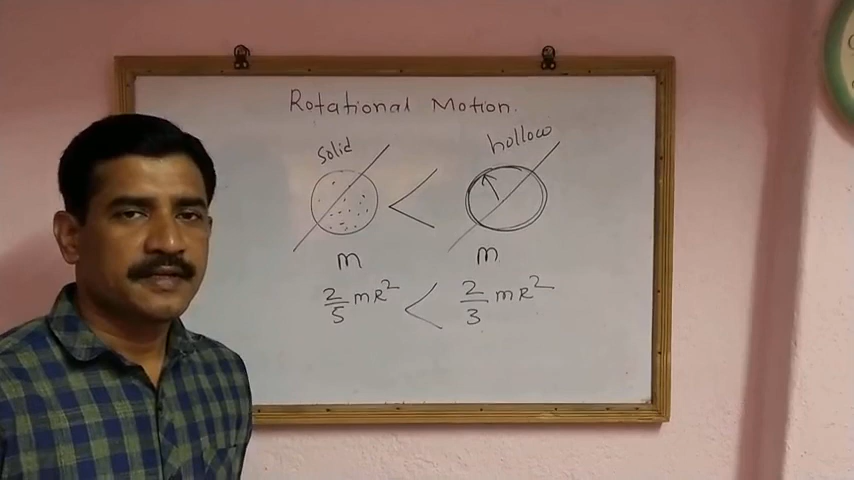 Rotational Motion.
solid hollow
<
m m
2/5 mR² < 2/3 mR²